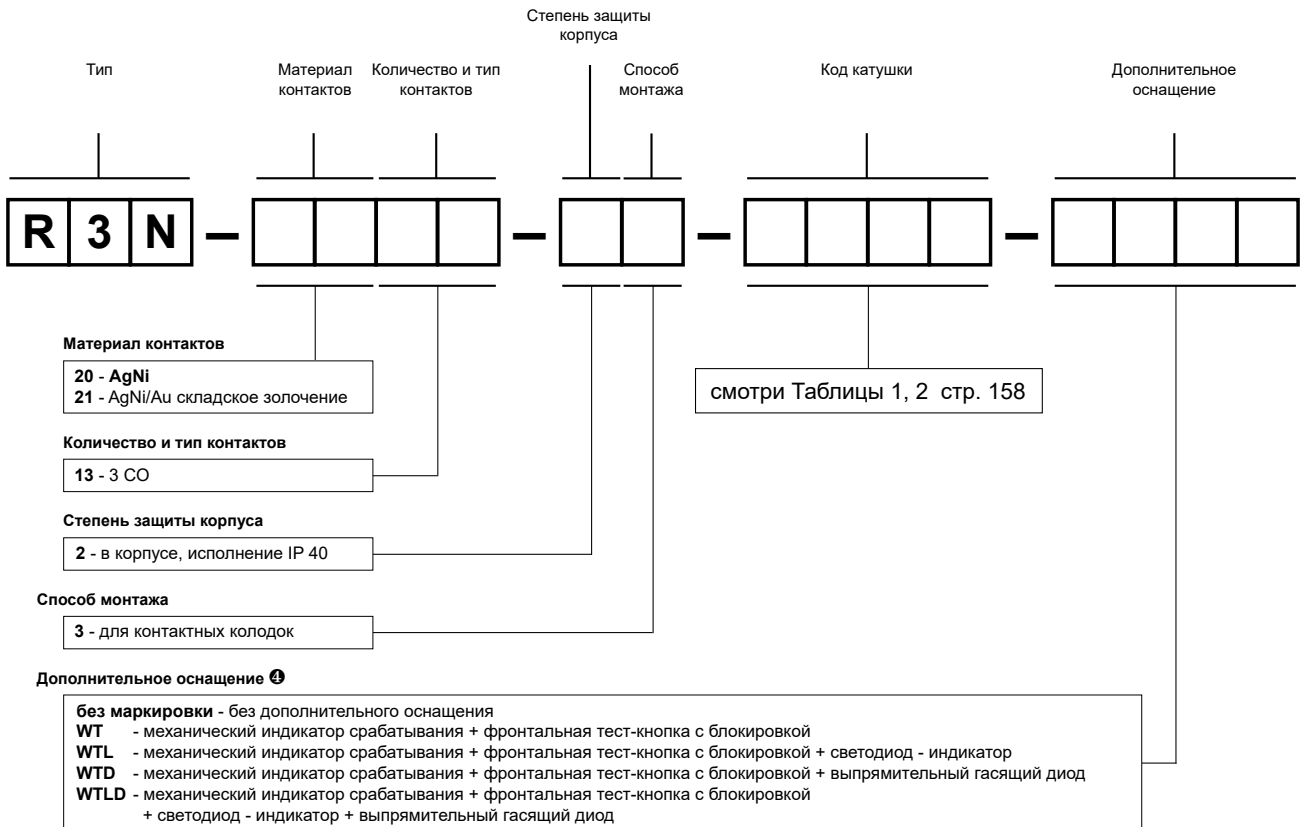 Степень защиты
корпуса
Тип
Материал
контактов
Количество и тип
контактов
Способ
монтажа
Код катушки
Дополнительное
оснащение
R 3 N – – – –
Материал контактов
20 - AgNi
21 - AgNi/Au складское золочение
смотри Таблицы 1, 2 стр. 158
Количество и тип контактов
13 - 3 CO
Степень защиты корпуса
2 - в корпусе, исполнение IP 40
Способ монтажа
3 - для контактных колодок
Дополнительное оснащение ❹
без маркировки - без дополнительного оснащения
WT - механический индикатор срабатывания + фронтальная тест-кнопка с блокировкой
WTL - механический индикатор срабатывания + фронтальная тест-кнопка с блокировкой + светодиод - индикатор
WTD - механический индикатор срабатывания + фронтальная тест-кнопка с блокировкой + выпрямительный гасящий диод
WTLD - механический индикатор срабатывания + фронтальная тест-кнопка с блокировкой
+ светодиод - индикатор + выпрямительный гасящий диод